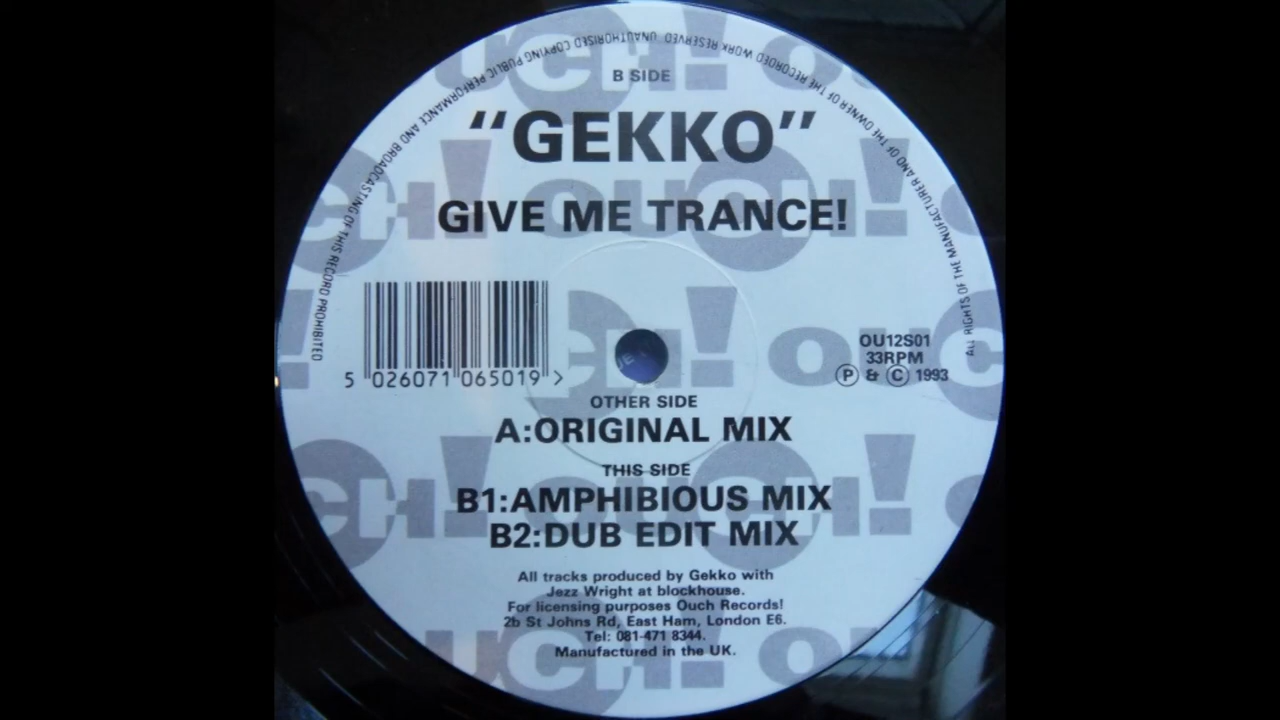 ALL RIGHTS OF THE MANUFACTURER AND OF THE OWNER OF THE RECORDED WORK RESERVED UNAUTHORISED COPYING PUBLIC PERFORMANCE AND BROADCASTING OF THIS RECORD PROHIBITED
B SIDE
"GEKKO"
GIVE ME TRANCE!
OUCH!
5 026071 065019 >
OU12S01
33RPM
Ⓟ & © 1993
OTHER SIDE
A:ORIGINAL MIX
THIS SIDE
B1:AMPHIBIOUS MIX
B2:DUB EDIT MIX
All tracks produced by Gekko with
Jezz Wright at blockhouse.
For licensing purposes Ouch Records!
2b St Johns Rd, East Ham, London E6.
Tel: 081-471 8344.
Manufactured in the UK.